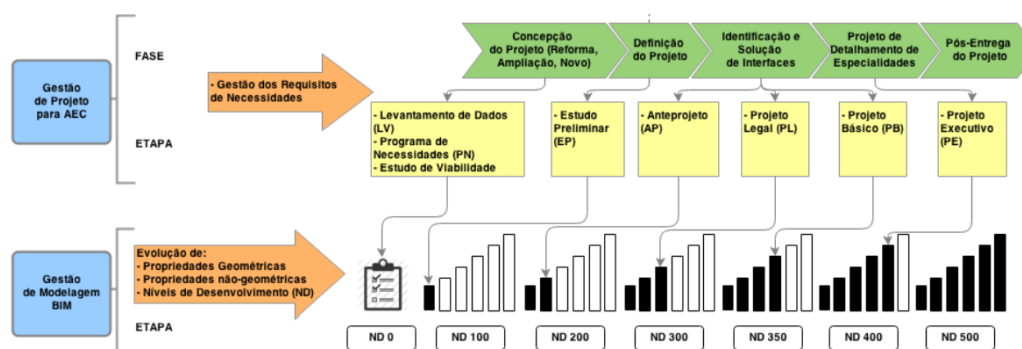 Gestão
de Projeto
para AEC
FASE
ETAPA
- Gestão dos Requisitos
de Necessidades
Concepção
do Projeto (Reforma,
Ampliação, Novo)
Definição
do Projeto
Identificação e
Solução
de Interfaces
Projeto de
Detalhamento de
Especialidades
Pós-Entrega
do Projeto
- Levantamento de Dados
(LV)
- Programa de
Necessidades (PN)
- Estudo de Viabilidade
- Estudo
Preliminar
(EP)
- Anteprojeto
(AP)
- Projeto
Legal (PL)
- Projeto
Básico (PB)
- Projeto
Executivo
(PE)
Gestão
de Modelagem
BIM
Evolução de:
- Propriedades Geométricas
- Propriedades não-geométricas
- Níveis de Desenvolvimento (ND)
ETAPA
ND 0
ND 100
ND 200
ND 300
ND 350
ND 400
ND 500